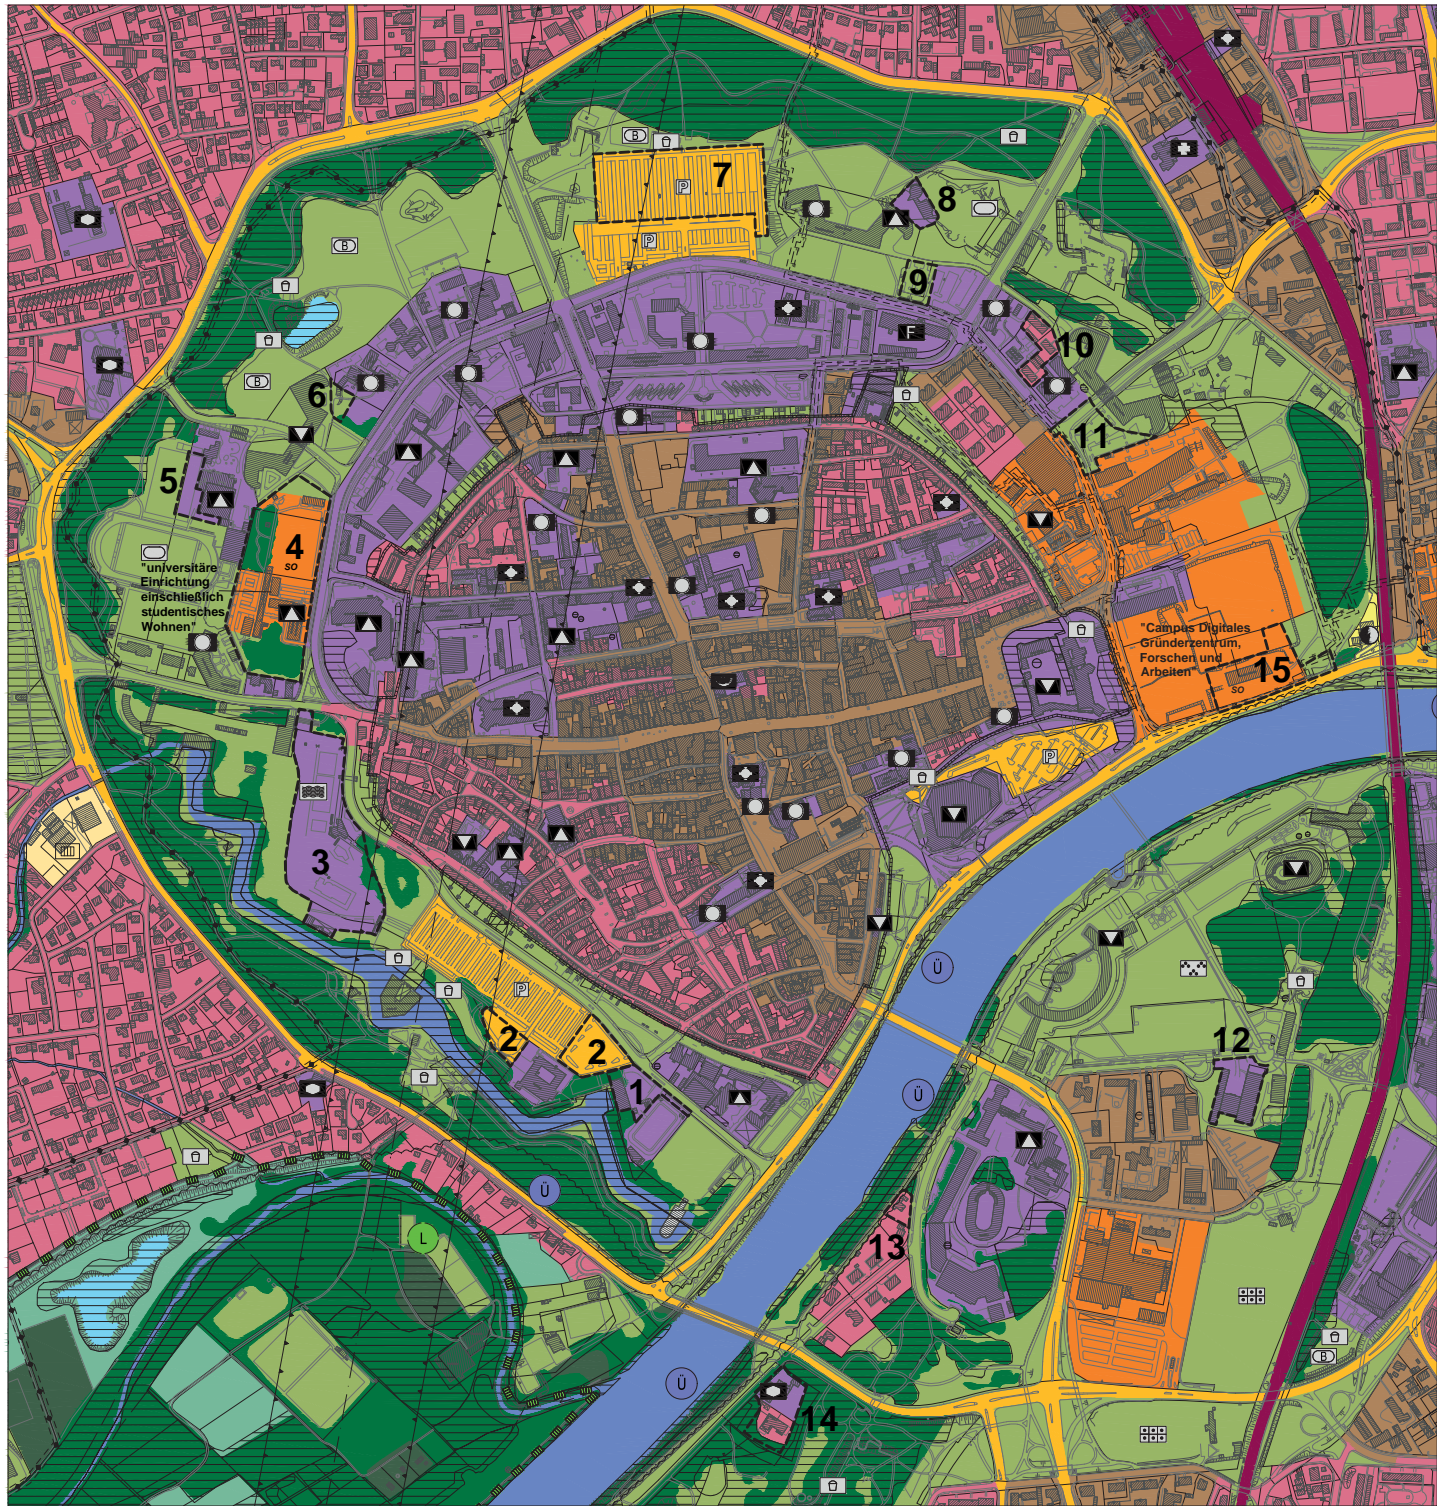 B
7
P
8
B
P
9
F
10
B
6
11
5
4
SO
"universitäre
Einrichtung
einschließlich
studentisches
Wohnen"
"Campus Digitales
Gründerzentrum,
Forschen und
Arbeiten"
15
SO
P
3
Ü
P
2
2
12
1
Ü
Ü
L
13
B
Ü
14